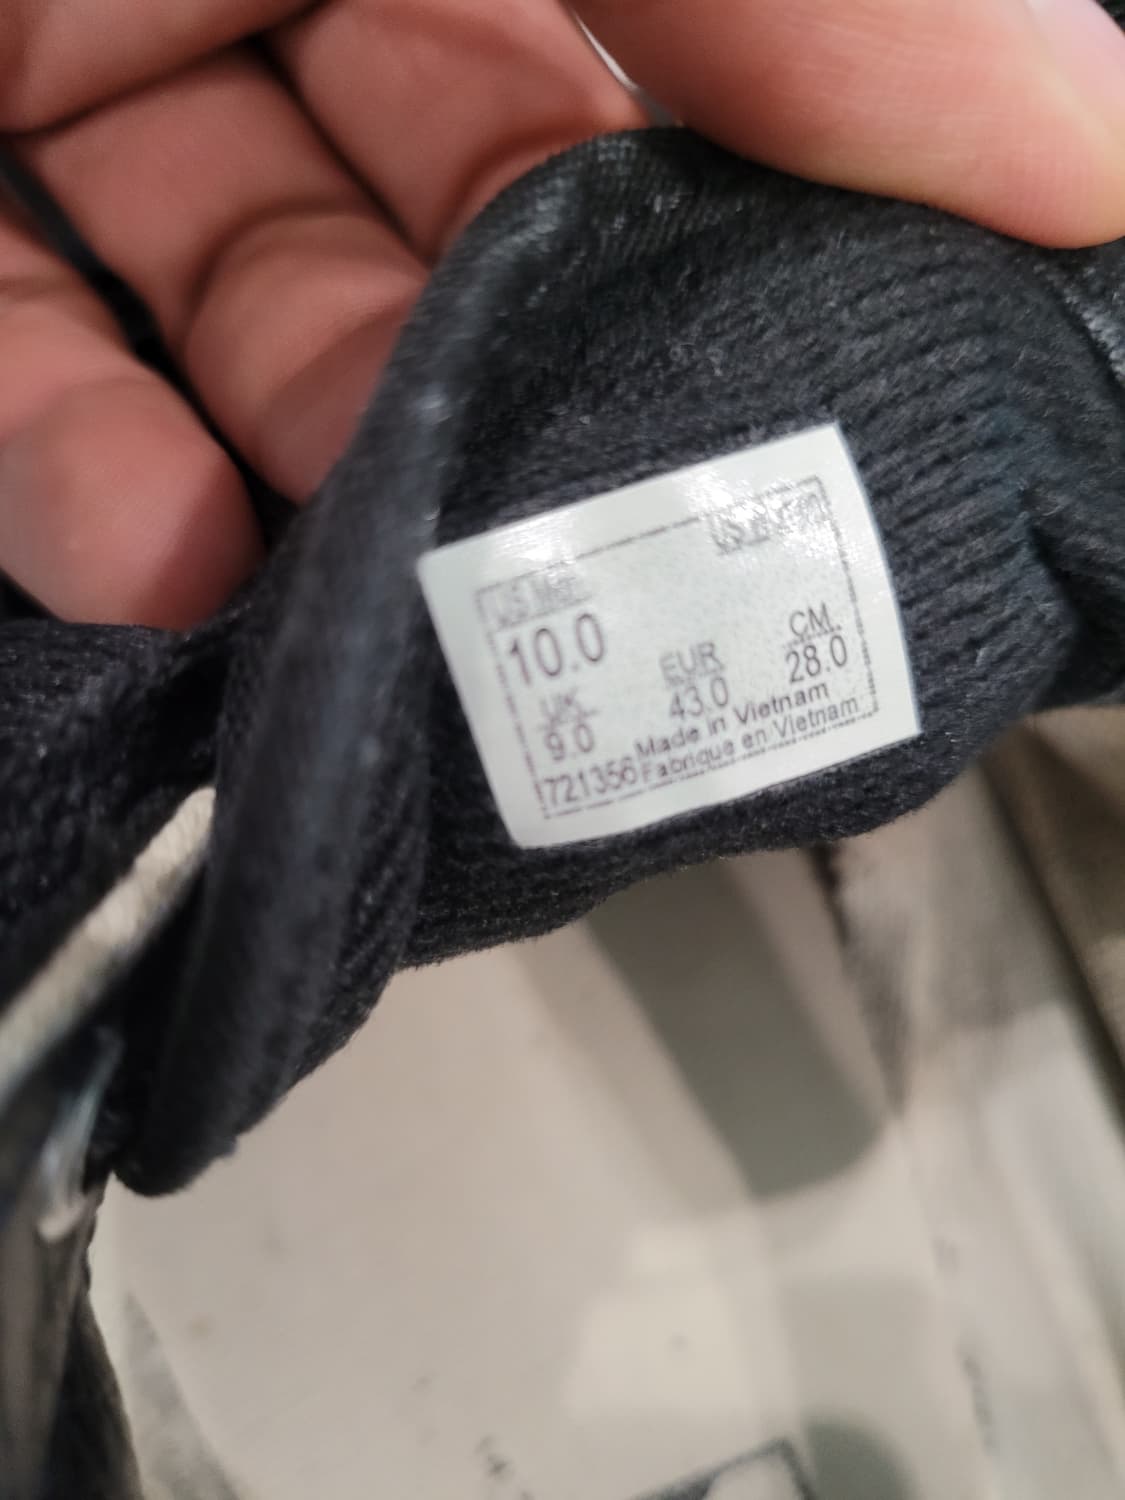 US Men
10.0
UK
9.0
EUR
43.0
CM.
28.0
721356
Made in Vietnam
Fabrique en Vietnam